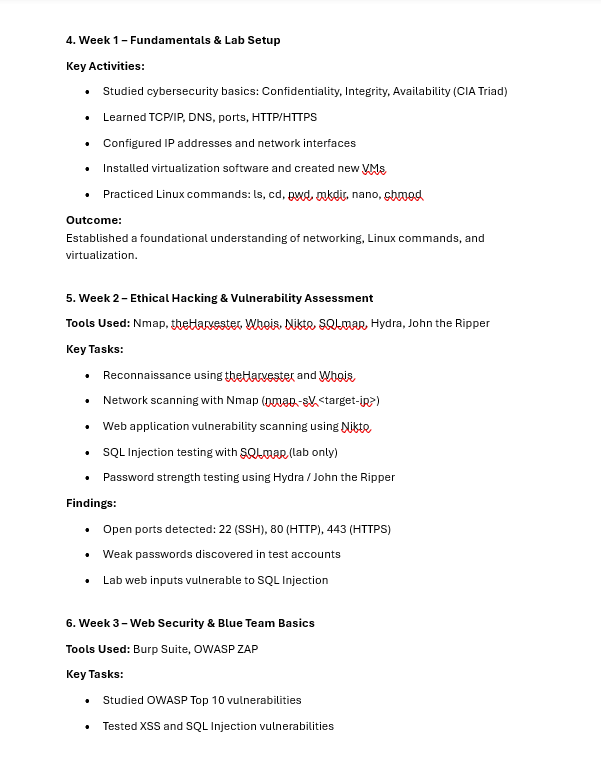 4. Week 1 – Fundamentals & Lab Setup
Key Activities:
• Studied cybersecurity basics: Confidentiality, Integrity, Availability (CIA Triad)
• Learned TCP/IP, DNS, ports, HTTP/HTTPS
• Configured IP addresses and network interfaces
• Installed virtualization software and created new VMs
• Practiced Linux commands: ls, cd, pwd, mkdir, nano, chmod
Outcome:
Established a foundational understanding of networking, Linux commands, and
virtualization.
5. Week 2 – Ethical Hacking & Vulnerability Assessment
Tools Used: Nmap, theHarvester, Whois, Nikto, SQLmap, Hydra, John the Ripper
Key Tasks:
• Reconnaissance using theHarvester and Whois
• Network scanning with Nmap (nmap -sV <target-ip>)
• Web application vulnerability scanning using Nikto
• SQL Injection testing with SQLmap (lab only)
• Password strength testing using Hydra / John the Ripper
Findings:
• Open ports detected: 22 (SSH), 80 (HTTP), 443 (HTTPS)
• Weak passwords discovered in test accounts
• Lab web inputs vulnerable to SQL Injection
6. Week 3 – Web Security & Blue Team Basics
Tools Used: Burp Suite, OWASP ZAP
Key Tasks:
• Studied OWASP Top 10 vulnerabilities
• Tested XSS and SQL Injection vulnerabilities